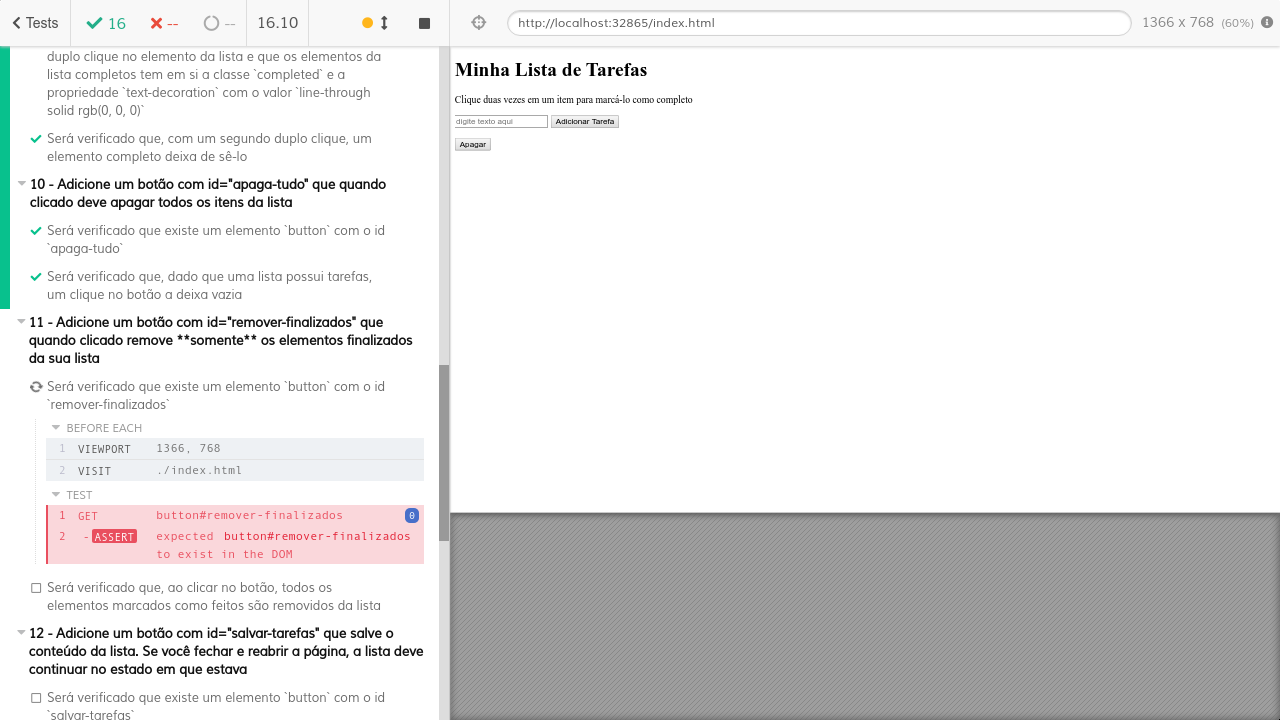 Tests
16
--
--
16.10
http://localhost:32865/index.html
1366 x 768 (60%)
duplo clique no elemento da lista e que os elementos da
lista completos tem em si a classe `completed` e a
propriedade `text-decoration` com o valor `line-through
solid rgb(0, 0, 0)`
Será verificado que, com um segundo duplo clique, um
elemento completo deixa de sê-lo
10 - Adicione um botão com id="apaga-tudo" que quando
clicado deve apagar todos os itens da lista
Será verificado que existe um elemento `button` com o id
`apaga-tudo`
Será verificado que, dado que uma lista possui tarefas,
um clique no botão a deixa vazia
11 - Adicione um botão com id="remover-finalizados" que
quando clicado remove **somente** os elementos finalizados
da sua lista
Será verificado que existe um elemento `button` com o id
`remover-finalizados`
BEFORE EACH
1 VIEWPORT 1366, 768
2 VISIT ./index.html
TEST
1 GET button#remover-finalizados 0
2 -ASSERT expected button#remover-finalizados
to exist in the DOM
Será verificado que, ao clicar no botão, todos os
elementos marcados como feitos são removidos da lista
12 - Adicione um botão com id="salvar-tarefas" que salve o
conteúdo da lista. Se você fechar e reabrir a página, a lista deve
continuar no estado em que estava
Será verificado que existe um elemento `button` com o id
`salvar-tarefas`
Minha Lista de Tarefas
Clique duas vezes em um item para marcá-lo como completo
digite texto aqui
Adicionar Tarefa
Apagar